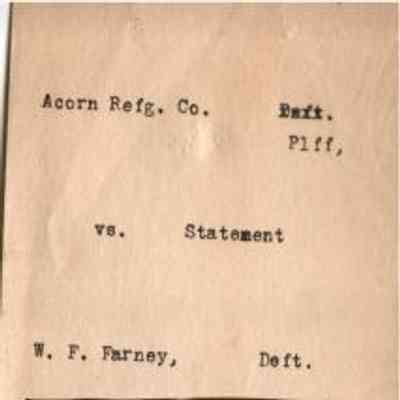 Acorn Refg. Co. Deft.
Plff,
vs. Statement
W. F. Farney, Deft.